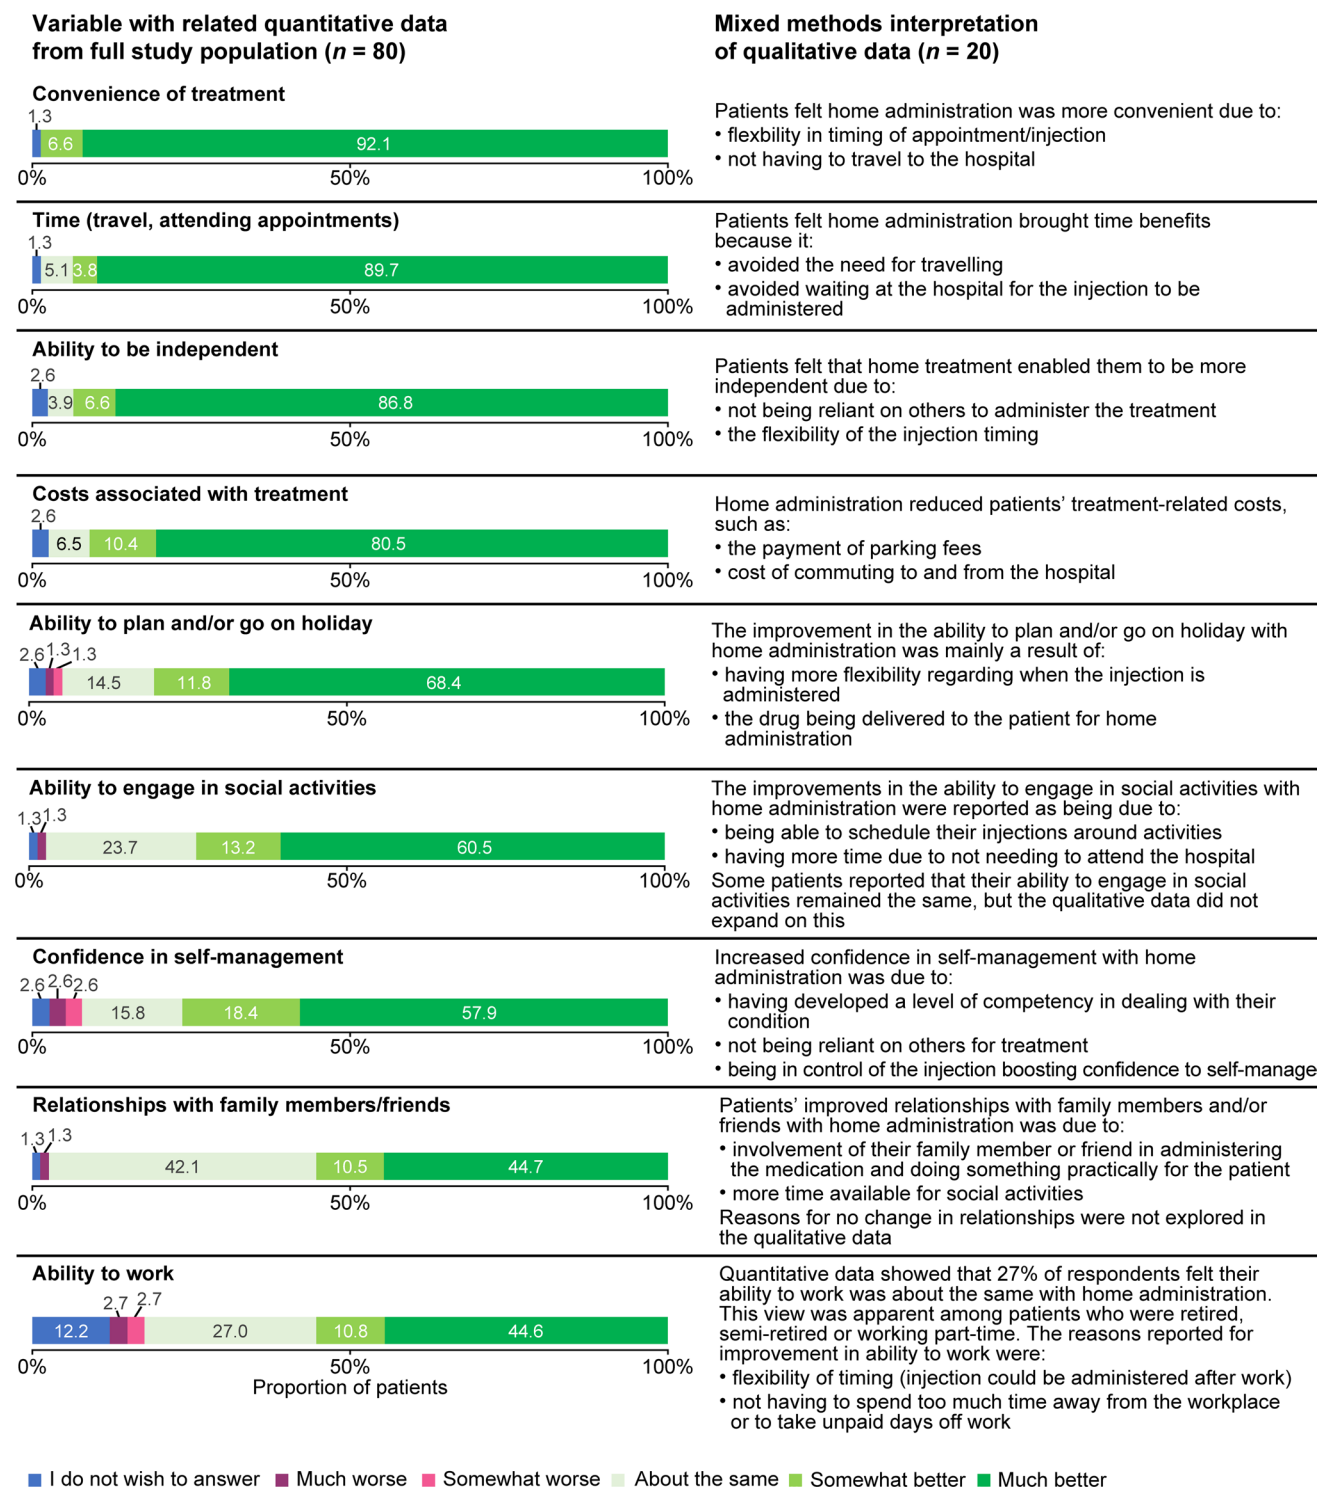 Variable with related quantitative data
from full study population (n = 80)
Mixed methods interpretation
of qualitative data (n = 20)
Convenience of treatment
1.3
6.6
92.1
0%
50%
100%
Patients felt home administration was more convenient due to:
• flexbility in timing of appointment/injection
• not having to travel to the hospital
Time (travel, attending appointments)
1.3
5.1
3.8
89.7
0%
50%
100%
Patients felt home administration brought time benefits
because it:
• avoided the need for travelling
• avoided waiting at the hospital for the injection to be
administered
Ability to be independent
2.6
3.9
6.6
86.8
0%
50%
100%
Patients felt that home treatment enabled them to be more
independent due to:
• not being reliant on others to administer the treatment
• the flexibility of the injection timing
Costs associated with treatment
2.6
6.5
10.4
80.5
0%
50%
100%
Home administration reduced patients’ treatment-related costs,
such as:
• the payment of parking fees
• cost of commuting to and from the hospital
Ability to plan and/or go on holiday
2.6
1.3
1.3
14.5
11.8
68.4
0%
50%
100%
The improvement in the ability to plan and/or go on holiday with
home administration was mainly a result of:
• having more flexibility regarding when the injection is
administered
• the drug being delivered to the patient for home
administration
Ability to engage in social activities
1.3
1.3
23.7
13.2
60.5
0%
50%
100%
The improvements in the ability to engage in social activities with
home administration were reported as being due to:
• being able to schedule their injections around activities
• having more time due to not needing to attend the hospital
Some patients reported that their ability to engage in social
activities remained the same, but the qualitative data did not
expand on this
Confidence in self-management
2.6
2.6
2.6
15.8
18.4
57.9
0%
50%
100%
Increased confidence in self-management with home
administration was due to:
• having developed a level of competency in dealing with their
condition
• not being reliant on others for treatment
• being in control of the injection boosting confidence to self-manage
Relationships with family members/friends
1.3
1.3
42.1
10.5
44.7
0%
50%
100%
Patients’ improved relationships with family members and/or
friends with home administration was due to:
• involvement of their family member or friend in administering
the medication and doing something practically for the patient
• more time available for social activities
Reasons for no change in relationships were not explored in
the qualitative data
Ability to work
2.7
2.7
12.2
27.0
10.8
44.6
0%
50%
100%
Proportion of patients
Quantitative data showed that 27% of respondents felt their
ability to work was about the same with home administration.
This view was apparent among patients who were retired,
semi-retired or working part-time. The reasons reported for
improvement in ability to work were:
• flexibility of timing (injection could be administered after work)
• not having to spend too much time away from the workplace
or to take unpaid days off work
I do not wish to answer
Much worse
Somewhat worse
About the same
Somewhat better
Much better